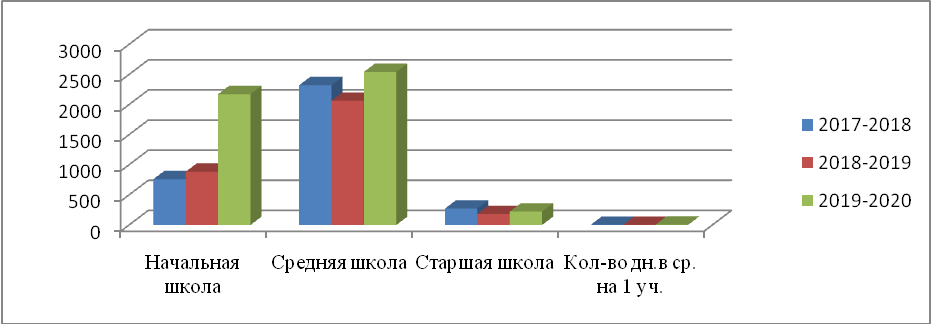 3000
2500
2000
1500
1000
500
0
Начальная
школа
Средняя школа
Старшая школа
Кол-во дн.в ср.
на 1 уч.
2017-2018
2018-2019
2019-2020